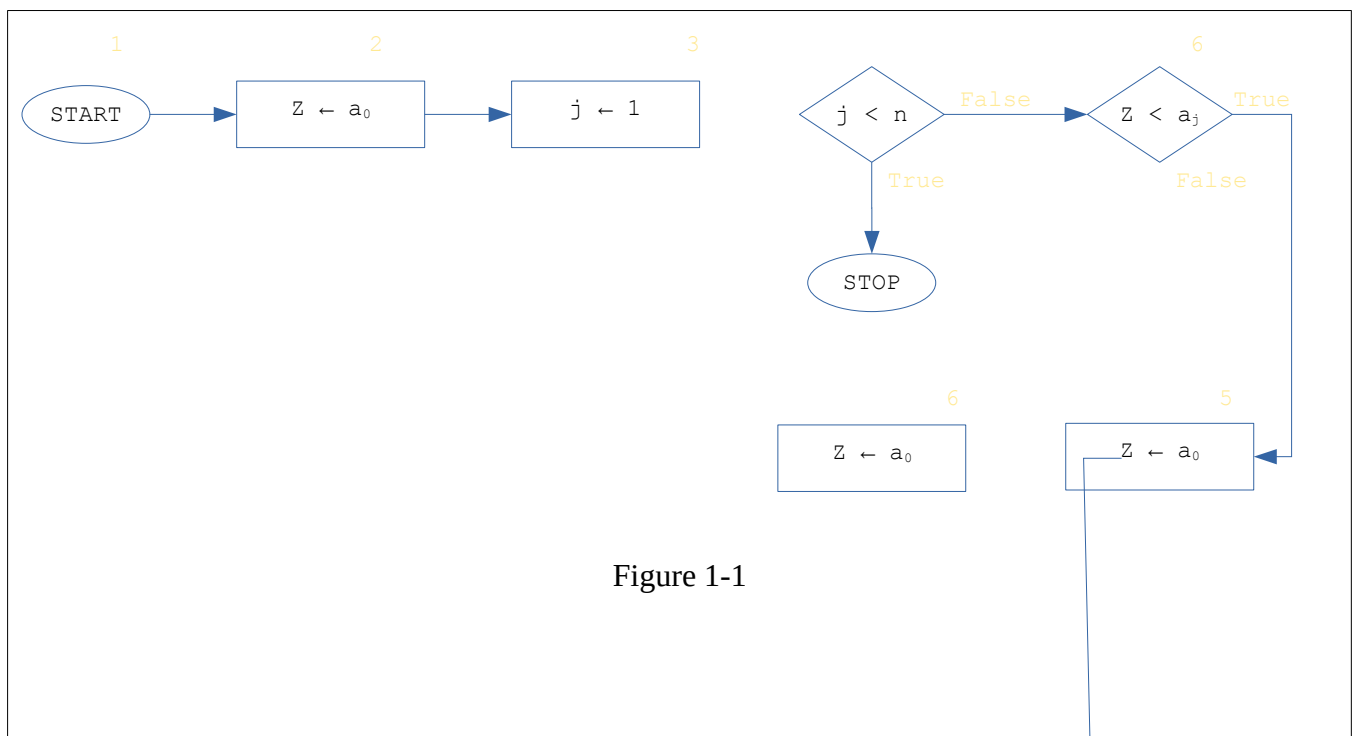 1
2
3
6
START
Z ← a₀
j ← 1
j < n
False
Z < aⱼ
True
True
False
STOP
6
5
Z ← a₀
Z ← a₀
Figure 1-1